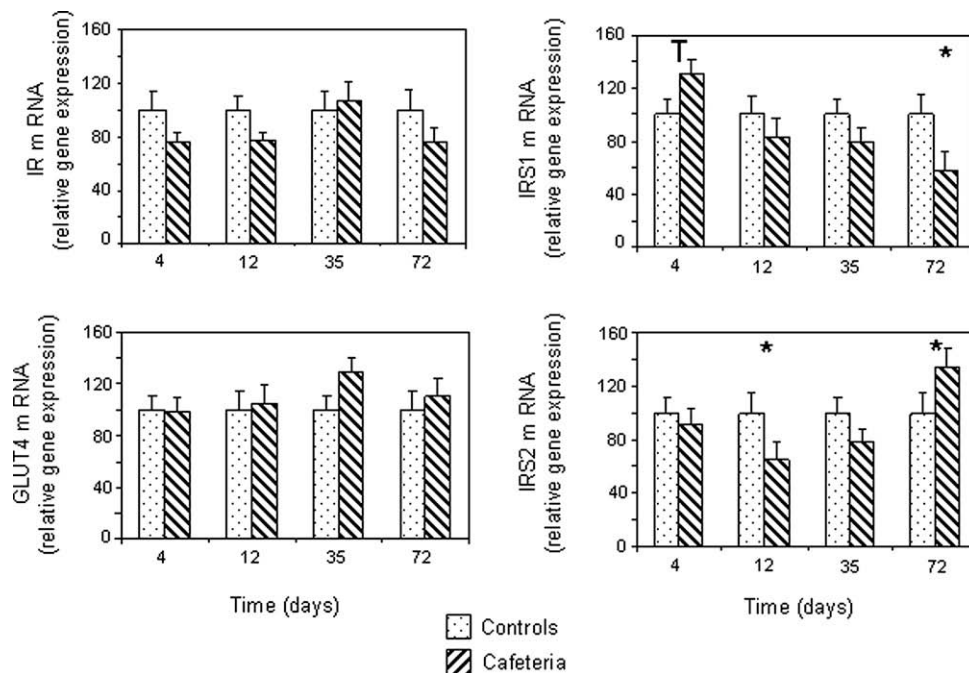 IR m RNA
(relative gene expression)
160
120
80
40
0
4 12 35 72
IRS1 m RNA
(relative gene expression)
160
120
80
40
0
T
*
4 12 35 72
GLUT4 m RNA
(relative gene expression)
160
120
80
40
0
4 12 35 72
Time (days)
IRS2 m RNA
(relative gene expression)
160
120
80
40
0
* *
4 12 35 72
Time (days)
Controls
Cafeteria